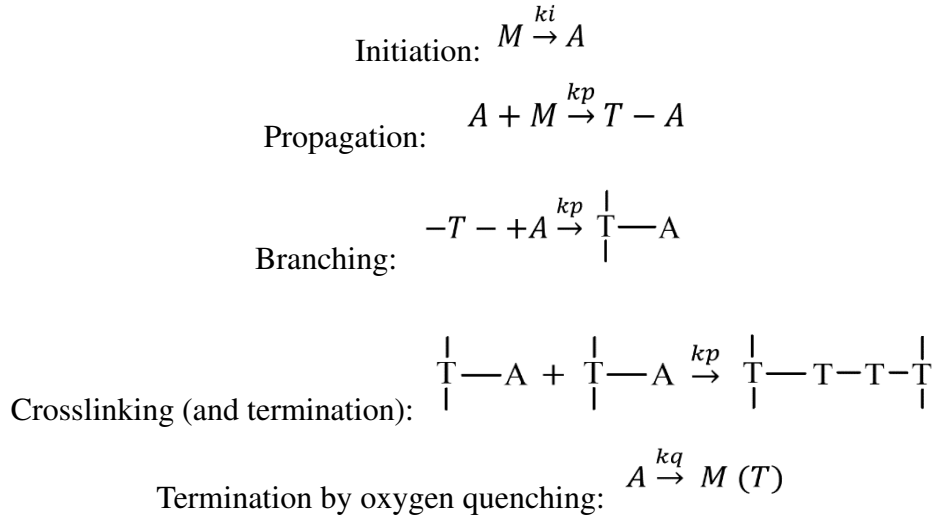 Initiation: M ki → A
Propagation: A + M kp → T − A
Branching: −T − +A kp → T — A
Crosslinking (and termination): T — A + T — A kp → T — T − T − T
Termination by oxygen quenching: A kq → M (T)